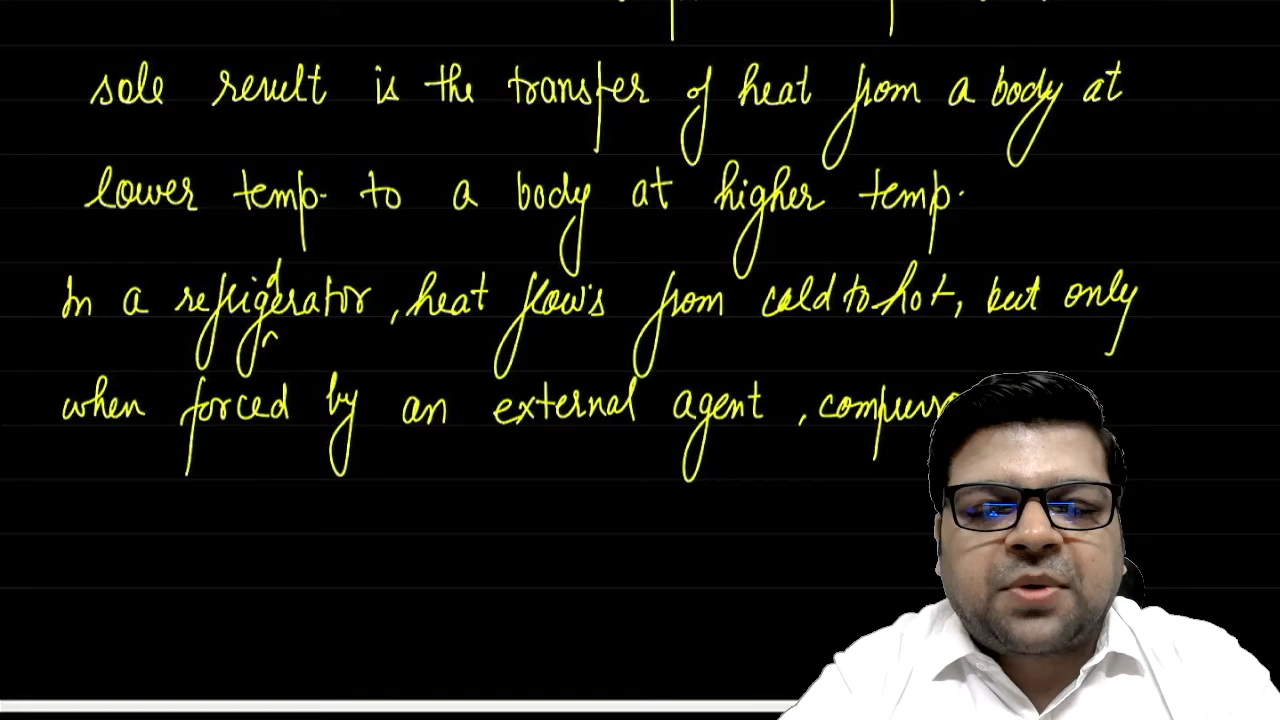 sole result is the transfer of heat from a body at
lower temp. to a body at higher temp.
In a refrigerator, heat flows from cold to hot, but only
when forced by an external agent,